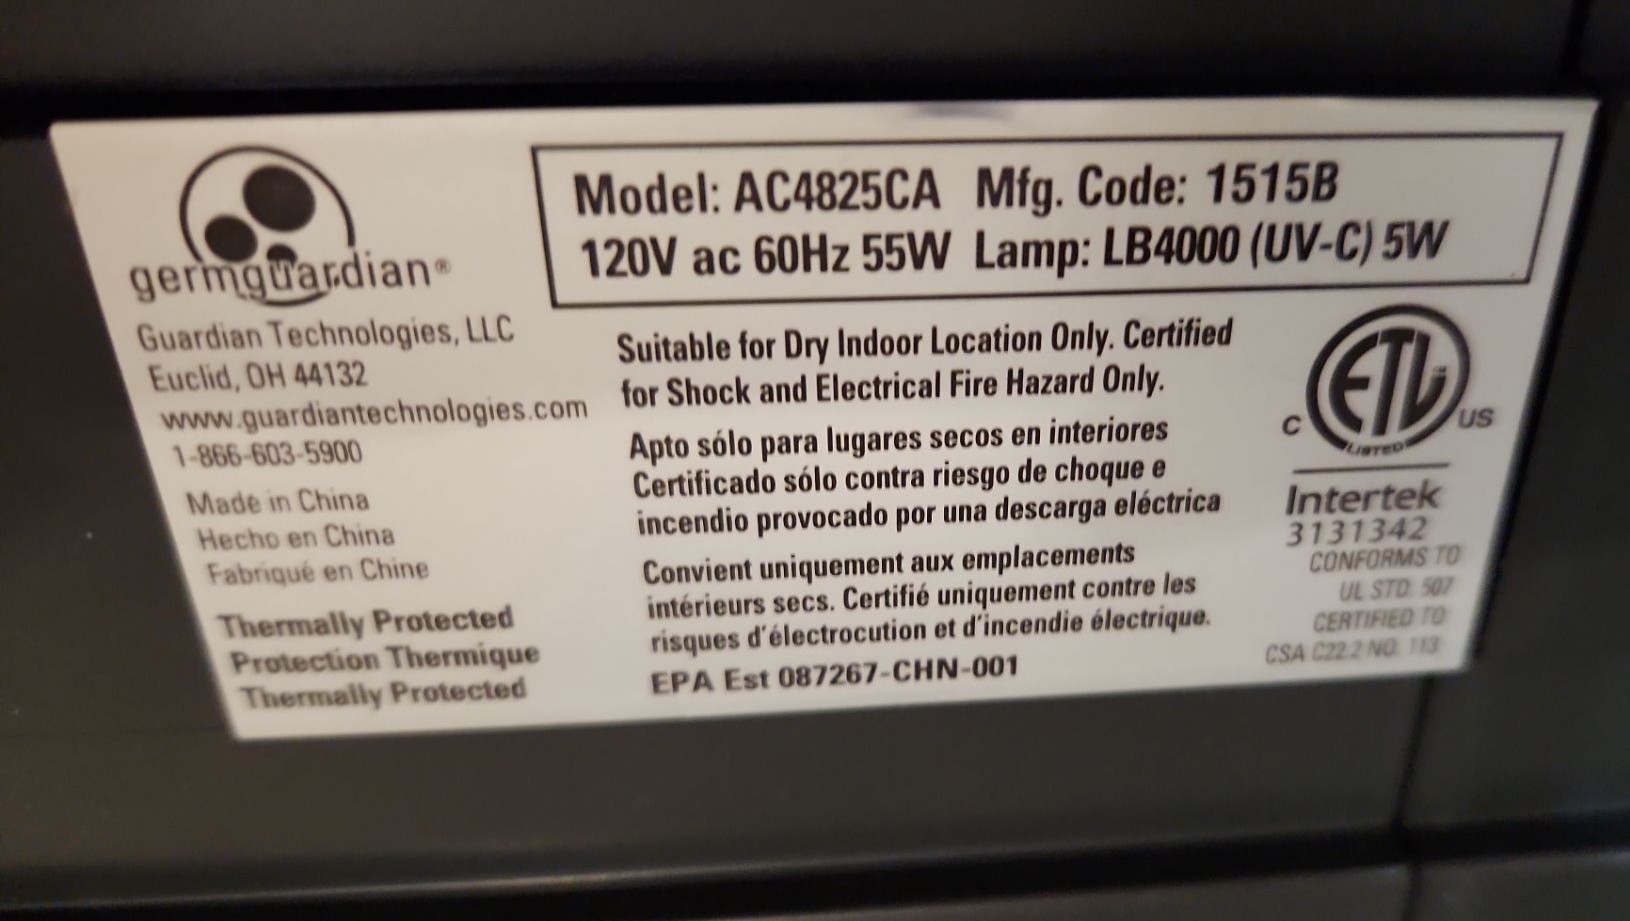 germguardian®
Guardian Technologies, LLC
Euclid, OH 44132
www.guardiantechnologies.com
1-866-603-5900
Made in China
Hecho en China
Fabriqué en Chine
Thermally Protected
Protection Thermique
Thermally Protected
Model: AC4825CA Mfg. Code: 1515B
120V ac 60Hz 55W Lamp: LB4000 (UV-C) 5W
Suitable for Dry Indoor Location Only. Certified
for Shock and Electrical Fire Hazard Only.
Apto sólo para lugares secos en interiores
Certificado sólo contra riesgo de choque e
incendio provocado por una descarga eléctrica
Convient uniquement aux emplacements
intérieurs secs. Certifié uniquement contre les
risques d'électrocution et d'incendie électrique.
EPA Est 087267-CHN-001
ETL
C US
LISTED
Intertek
3131342
CONFORMS TO
UL STD. 507
CERTIFIED TO
CSA C22.2 NO. 113